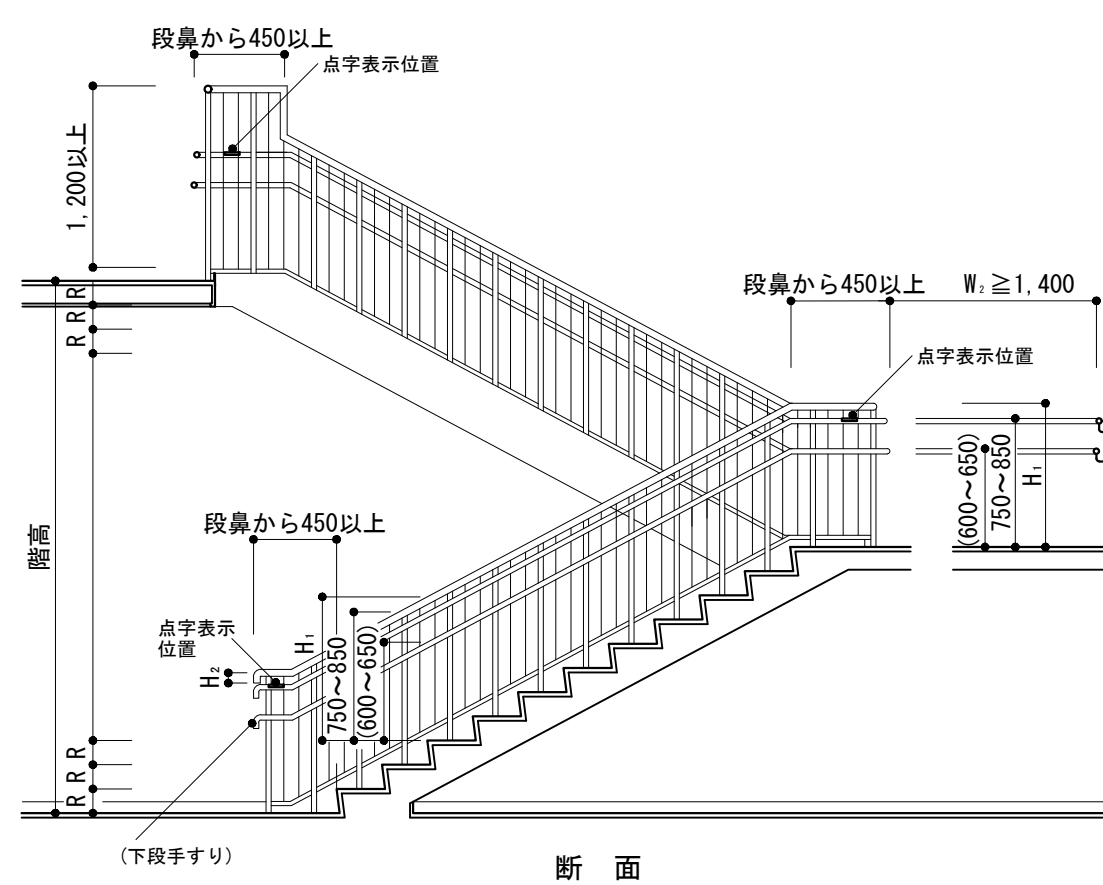 段鼻から450以上
点字表示位置
1,200以上
R
R
R
段鼻から450以上
W₂≧1,400
点字表示位置
(600～650)
750～850
H₁
階高
段鼻から450以上
点字表示
位置
H₂
H₁
750～850
(600～650)
R
R
R
(下段手すり)
断 面